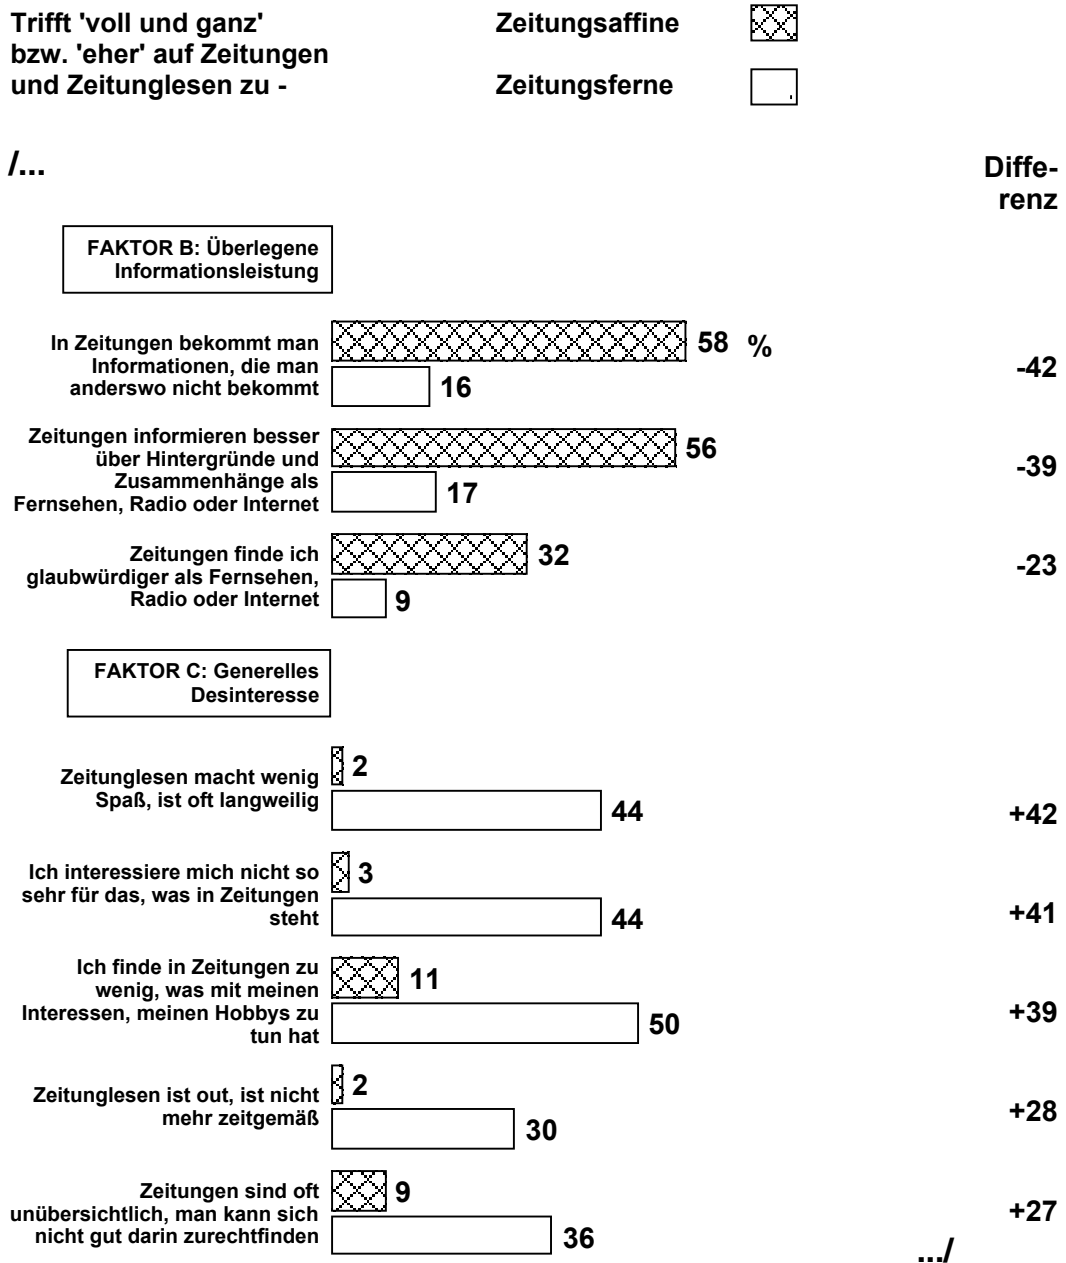 Trifft 'voll und ganz'
bzw. 'eher' auf Zeitungen
und Zeitunglesen zu -
Zeitungsaffine
Zeitungsferne
/...
Diffe-
renz
FAKTOR B: Überlegene
Informationsleistung
In Zeitungen bekommt man
Informationen, die man
anderswo nicht bekommt
58 %
16
-42
Zeitungen informieren besser
über Hintergründe und
Zusammenhänge als
Fernsehen, Radio oder Internet
56
17
-39
Zeitungen finde ich
glaubwürdiger als Fernsehen,
Radio oder Internet
32
9
-23
FAKTOR C: Generelles
Desinteresse
Zeitunglesen macht wenig
Spaß, ist oft langweilig
2
44
+42
Ich interessiere mich nicht so
sehr für das, was in Zeitungen
steht
3
44
+41
Ich finde in Zeitungen zu
wenig, was mit meinen
Interessen, meinen Hobbys zu
tun hat
11
50
+39
Zeitunglesen ist out, ist nicht
mehr zeitgemäß
2
30
+28
Zeitungen sind oft
unübersichtlich, man kann sich
nicht gut darin zurechtfinden
9
36
+27
.../